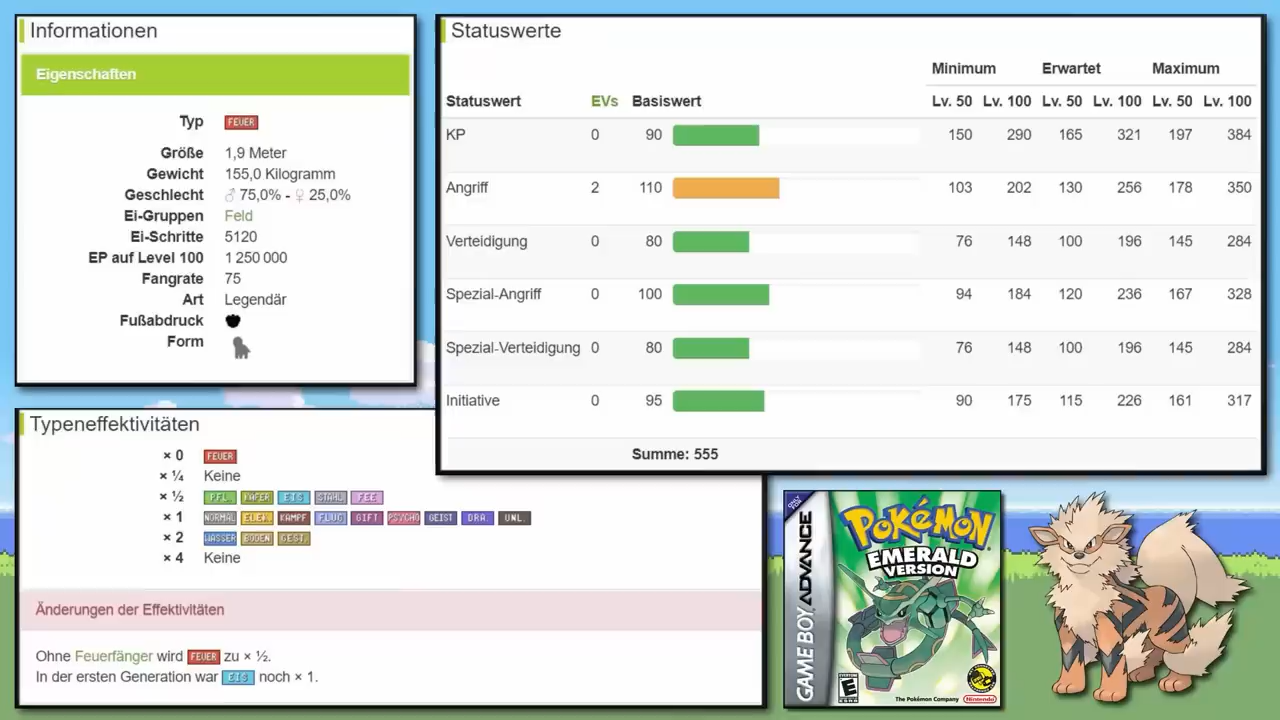 Informationen
Eigenschaften
Typ FEUER
Größe 1,9 Meter
Gewicht 155,0 Kilogramm
Geschlecht ♂ 75,0% - ♀ 25,0%
Ei-Gruppen Feld
Ei-Schritte 5120
EP auf Level 100 1 250 000
Fangrate 75
Art Legendär
Fußabdruck
Form
Statuswerte
Minimum Erwartet Maximum
Statuswert EVs Basiswert Lv. 50 Lv. 100 Lv. 50 Lv. 100 Lv. 50 Lv. 100
KP 0 90 150 290 165 321 197 384
Angriff 2 110 103 202 130 256 178 350
Verteidigung 0 80 76 148 100 196 145 284
Spezial-Angriff 0 100 94 184 120 236 167 328
Spezial-Verteidigung 0 80 76 148 100 196 145 284
Initiative 0 95 90 175 115 226 161 317
Summe: 555
Typeneffektivitäten
× 0 FEUER
× ¼ Keine
× ½ PFL. KÄFER EIS STAHL FEE
× 1 NORMAL ELEK. KAMPF FLUG GIFT PSYCHO GEIST DRA. UNL.
× 2 WASSER BODEN GEST.
× 4 Keine
Änderungen der Effektivitäten
Ohne Feuerfänger wird FEUER zu × ½.
In der ersten Generation war EIS noch × 1.
ONLY FOR
GAME BOY ADVANCE
POKéMON
EMERALD
VERSION
EVERYONE
E
ESRB
The Pokémon Company
Nintendo